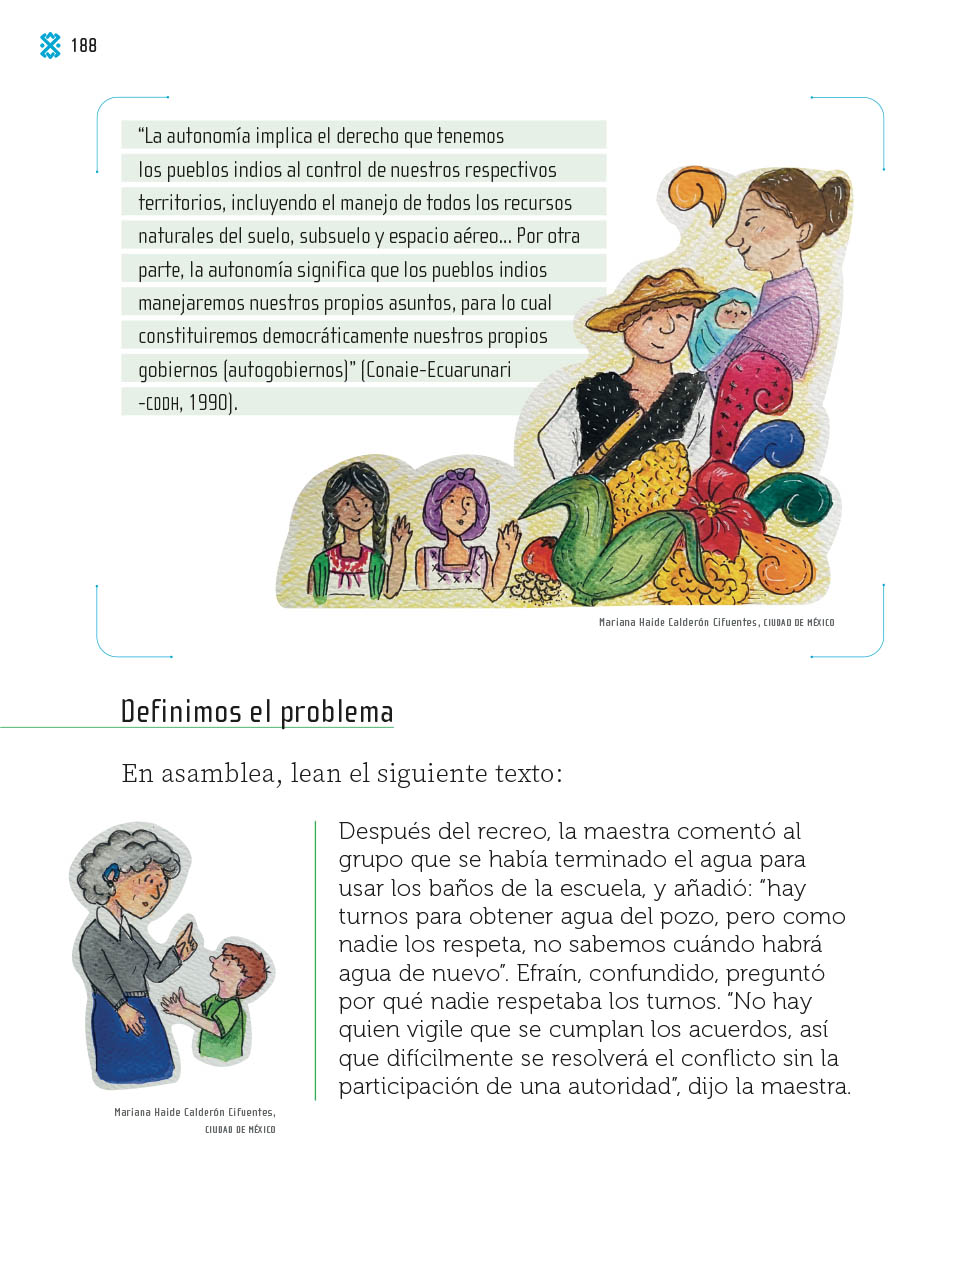 188
“La autonomía implica el derecho que tenemos
los pueblos indios al control de nuestros respectivos
territorios, incluyendo el manejo de todos los recursos
naturales del suelo, subsuelo y espacio aéreo... Por otra
parte, la autonomía significa que los pueblos indios
manejaremos nuestros propios asuntos, para lo cual
constituiremos democráticamente nuestros propios
gobiernos (autogobiernos)” (Conaie-Ecuarunari
-CDDH, 1990).
Mariana Haide Calderón Cifuentes, CIUDAD DE MÉXICO
Definimos el problema
En asamblea, lean el siguiente texto:
Después del recreo, la maestra comentó al
grupo que se había terminado el agua para
usar los baños de la escuela, y añadió: “hay
turnos para obtener agua del pozo, pero como
nadie los respeta, no sabemos cuándo habrá
agua de nuevo”. Efraín, confundido, preguntó
por qué nadie respetaba los turnos. “No hay
quien vigile que se cumplan los acuerdos, así
que difícilmente se resolverá el conflicto sin la
participación de una autoridad”, dijo la maestra.
Mariana Haide Calderón Cifuentes,
CIUDAD DE MÉXICO